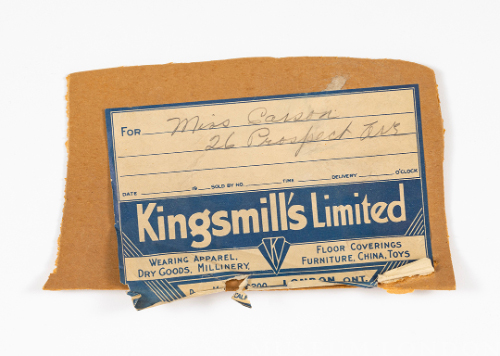 FOR Miss Carson
26 Prospect Ave
DATE 19 SOLD BY NO. TIME DELIVERY O'CLOCK
Kingsmill's Limited
WEARING APPAREL,
DRY GOODS, MILLINERY,
K
FLOOR COVERINGS
FURNITURE, CHINA, TOYS
LONDON ONT.